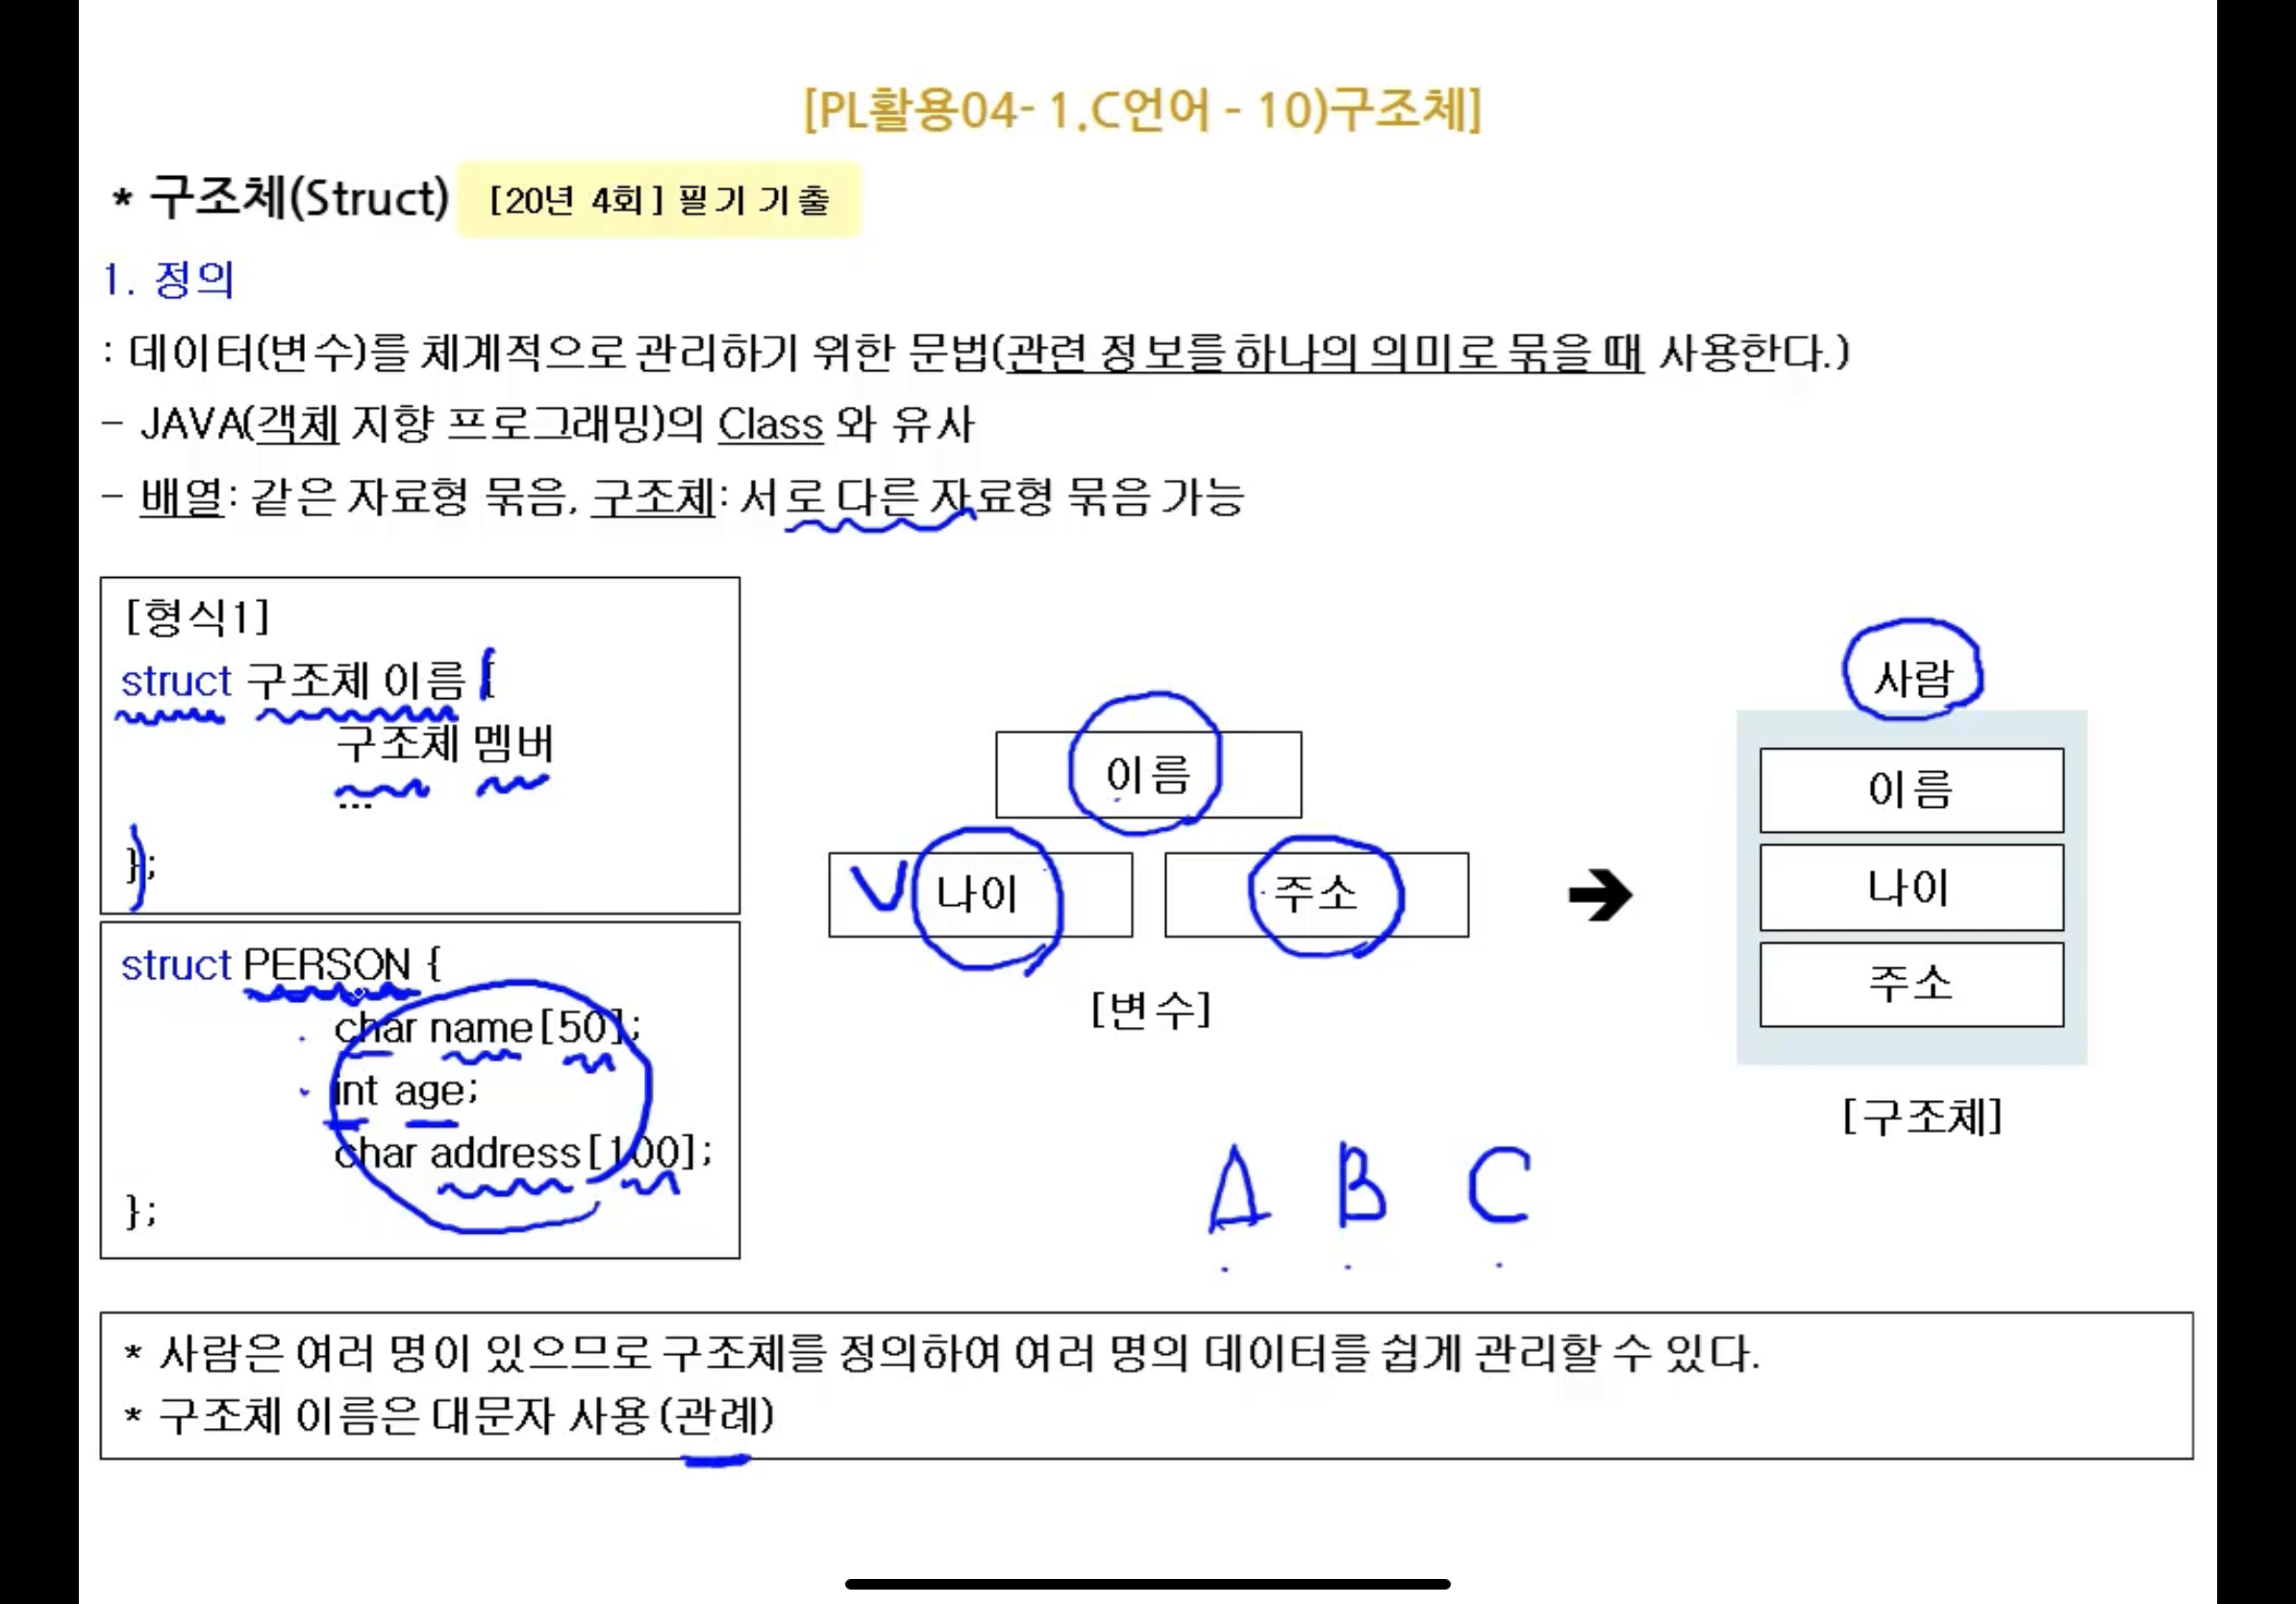 [PL활용04- 1.C언어 - 10)구조체]
* 구조체(Struct) [20년 4회] 필기 기출
1. 정의
: 데이터(변수)를 체계적으로 관리하기 위한 문법(관련 정보를 하나의 의미로 묶을 때 사용한다.)
- JAVA(객체 지향 프로그래밍)의 Class 와 유사
- 배열: 같은 자료형 묶음, 구조체: 서로 다른 자료형 묶음 가능
[형식1]
struct 구조체 이름 {
구조체 멤버
...
};
struct PERSON {
char name[50];
int age;
char address[100];
};
이름
나이 주소
[변수]
사람
이름
나이
주소
[구조체]
A B C
* 사람은 여러 명이 있으므로 구조체를 정의하여 여러 명의 데이터를 쉽게 관리할 수 있다.
* 구조체 이름은 대문자 사용(관례)